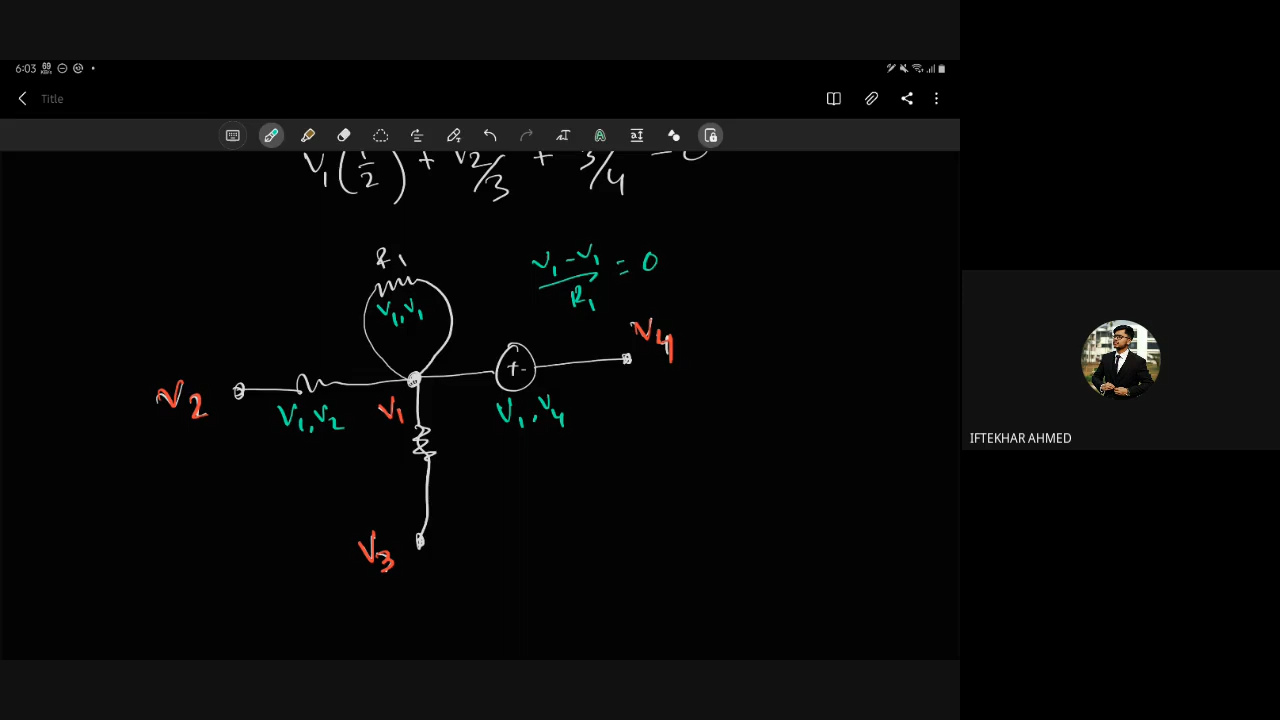 6:03
Title
V1(1/2) + V2/3 + 3/4 = 0
R1
V1, V1
V1 - V1 / R1 = 0
V4
V2
V1, V2
V1
+ -
V1, V4
V3
IFTEKHAR AHMED